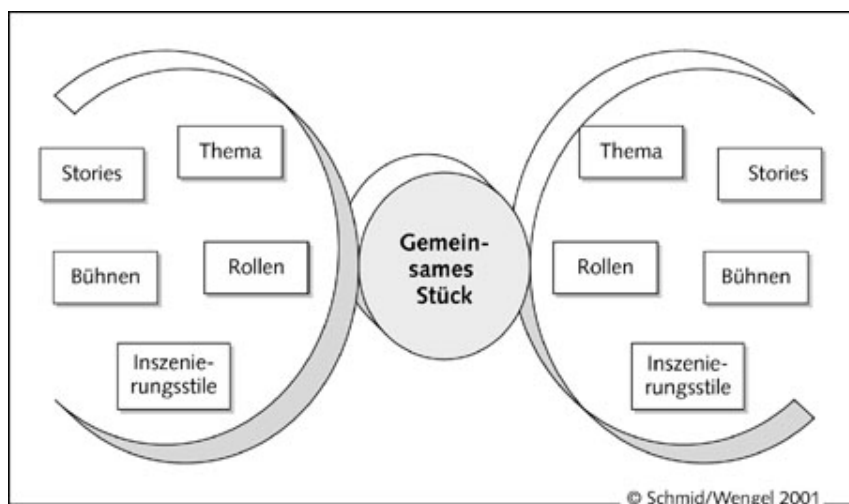 Thema
Stories
Rollen
Bühnen
Inszenie-
rungsstile
Gemein-
sames
Stück
Thema
Stories
Rollen
Bühnen
Inszenie-
rungsstile
© Schmid/Wengel 2001